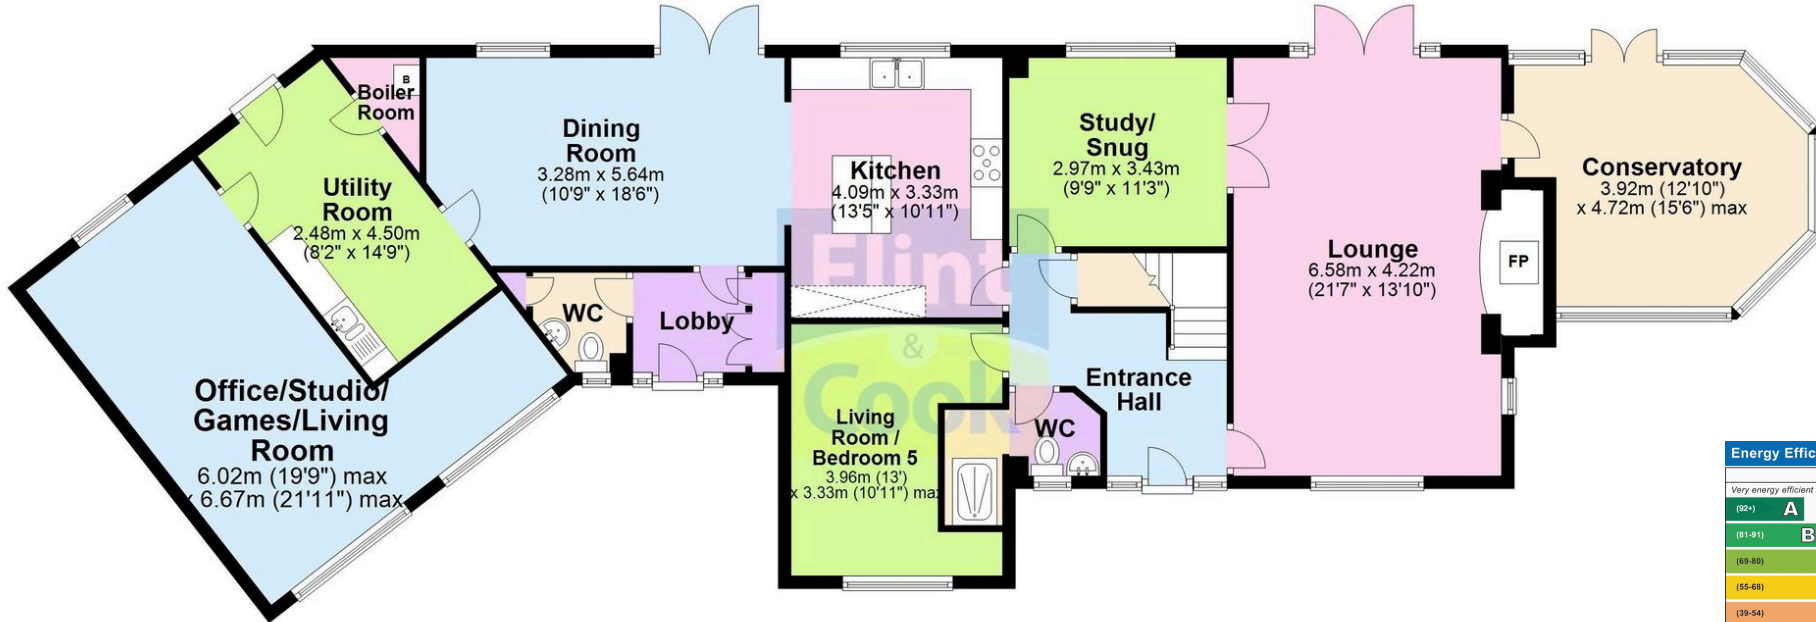 B
Boiler
Room
Utility
Room
2.48m x 4.50m
(8'2" x 14'9")
Office/Studio/
Games/Living
Room
6.02m (19'9") max
x 6.67m (21'11") max
Dining
Room
3.28m x 5.64m
(10'9" x 18'6")
WC
Lobby
Kitchen
4.09m x 3.33m
(13'5" x 10'11")
Flint
&
Cook
Living
Room /
Bedroom 5
3.96m (13')
x 3.33m (10'11") max
Study/
Snug
2.97m x 3.43m
(9'9" x 11'3")
Entrance
Hall
WC
Lounge
6.58m x 4.22m
(21'7" x 13'10")
FP
Conservatory
3.92m (12'10")
x 4.72m (15'6") max
Energy Effic
Very energy efficient
(92+) A
(81-91) B
(69-80)
(55-68)
(39-54)